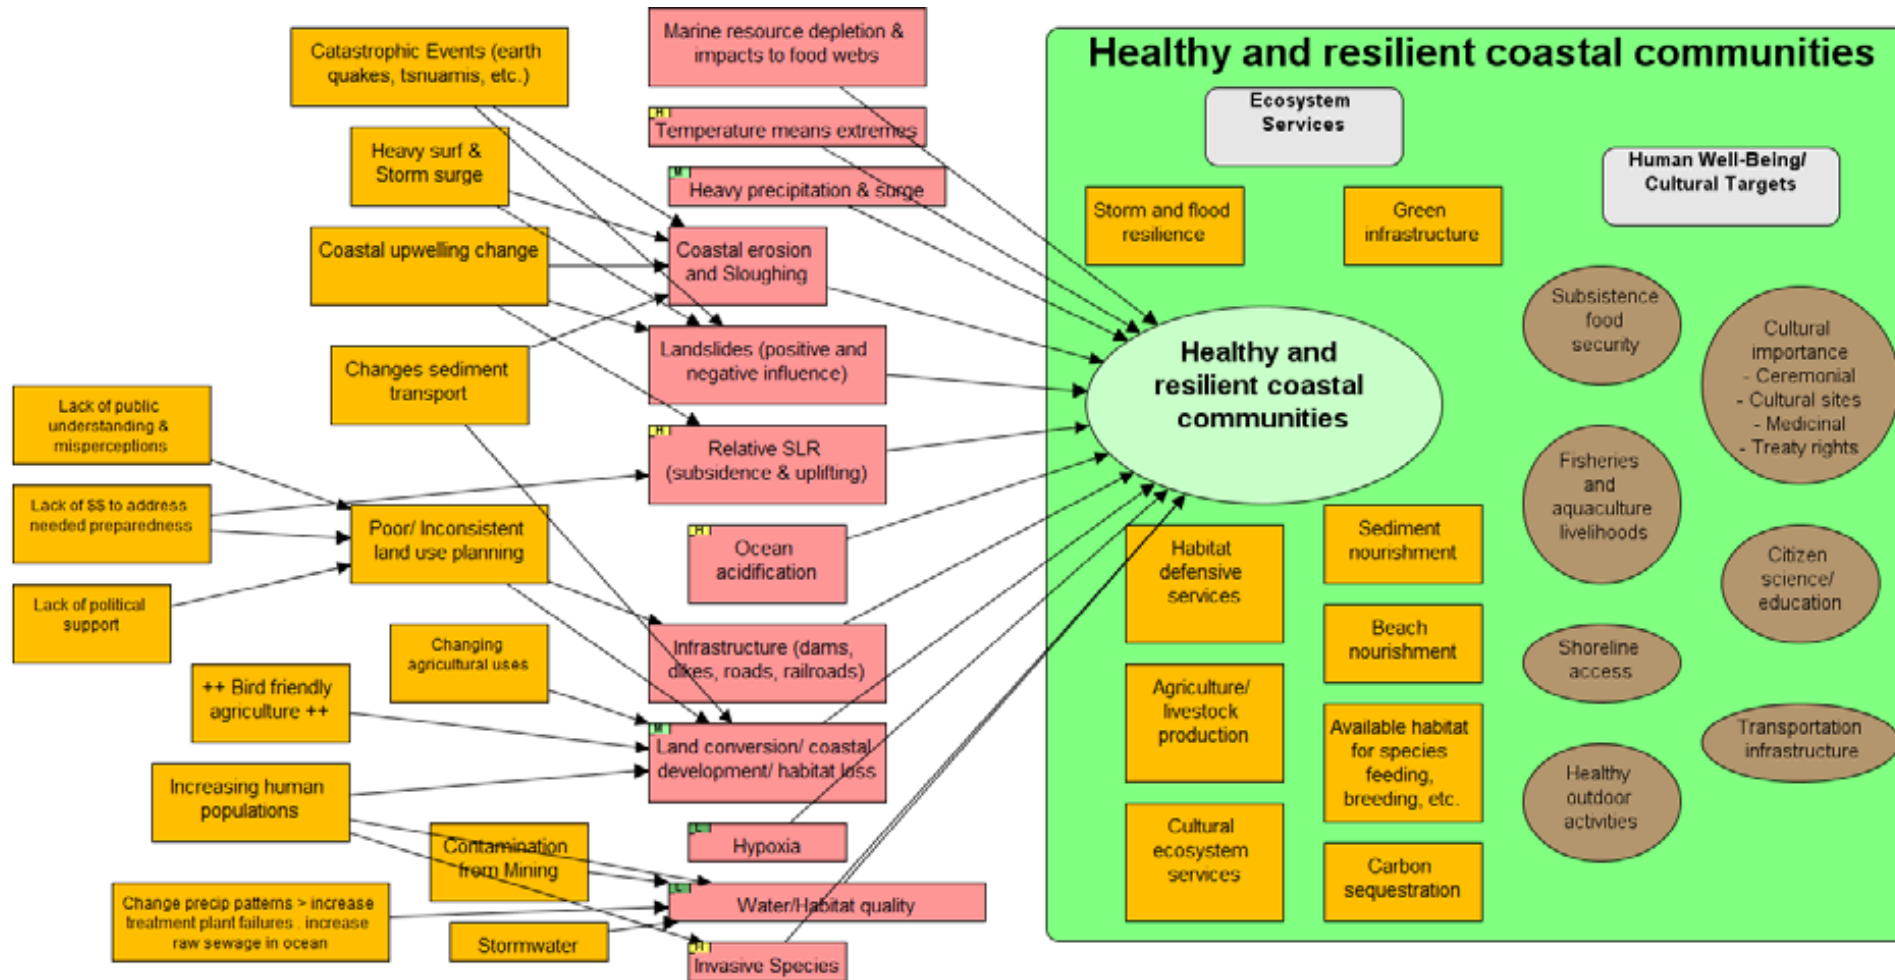 Catastrophic Events (earth
quakes, tsnuamis, etc.)
Heavy surf &
Storm surge
Coastal upwelling change
Changes sediment
transport
Lack of public
understanding &
misperceptions
Lack of $$ to address
needed preparedness
Lack of political
support
Poor/ Inconsistent
land use planning
Changing
agricultural uses
++ Bird friendly
agriculture ++
Increasing human
populations
Contamination
from Mining
Change precip patterns > increase
treatment plant failures . increase
raw sewage in ocean
Stormwater
Marine resource depletion &
impacts to food webs
H
Temperature means extremes
M
Heavy precipitation & surge
Coastal erosion
and Sloughing
Landslides (positive and
negative influence)
H
Relative SLR
(subsidence & uplifting)
H
Ocean
acidification
Infrastructure (dams,
dikes, roads, railroads)
M
Land conversion/ coastal
development/ habitat loss
L
Hypoxia
L
Water/Habitat quality
H
Invasive Species
Healthy and resilient coastal communities
Ecosystem
Services
Human Well-Being/
Cultural Targets
Storm and flood
resilience
Green
infrastructure
Healthy and
resilient coastal
communities
Habitat
defensive
services
Sediment
nourishment
Beach
nourishment
Agriculture/
livestock
production
Available habitat
for species
feeding,
breeding, etc.
Cultural
ecosystem
services
Carbon
sequestration
Subsistence
food
security
Cultural
importance
- Ceremonial
- Cultural sites
- Medicinal
- Treaty rights
Fisheries
and
aquaculture
livelihoods
Citizen
science/
education
Shoreline
access
Transportation
infrastructure
Healthy
outdoor
activities